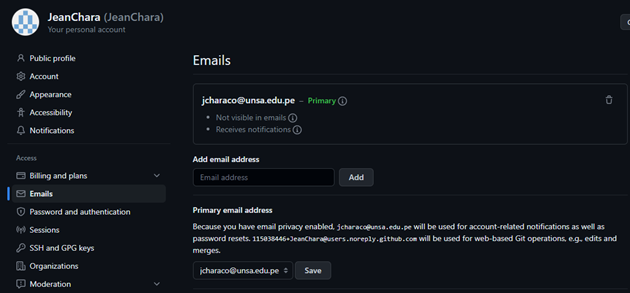 JeanChara (JeanChara)
Your personal account
Public profile
Account
Appearance
Accessibility
Notifications
Access
Billing and plans
Emails
Password and authentication
Sessions
SSH and GPG keys
Organizations
Moderation
Emails
jcharaco@unsa.edu.pe – Primary
Not visible in emails
Receives notifications
Add email address
Email address
Add
Primary email address
Because you have email privacy enabled, jcharaco@unsa.edu.pe will be used for account-related notifications as well as
password resets. 115038446+JeanChara@users.noreply.github.com will be used for web-based Git operations, e.g., edits and
merges.
jcharaco@unsa.edu.pe Save